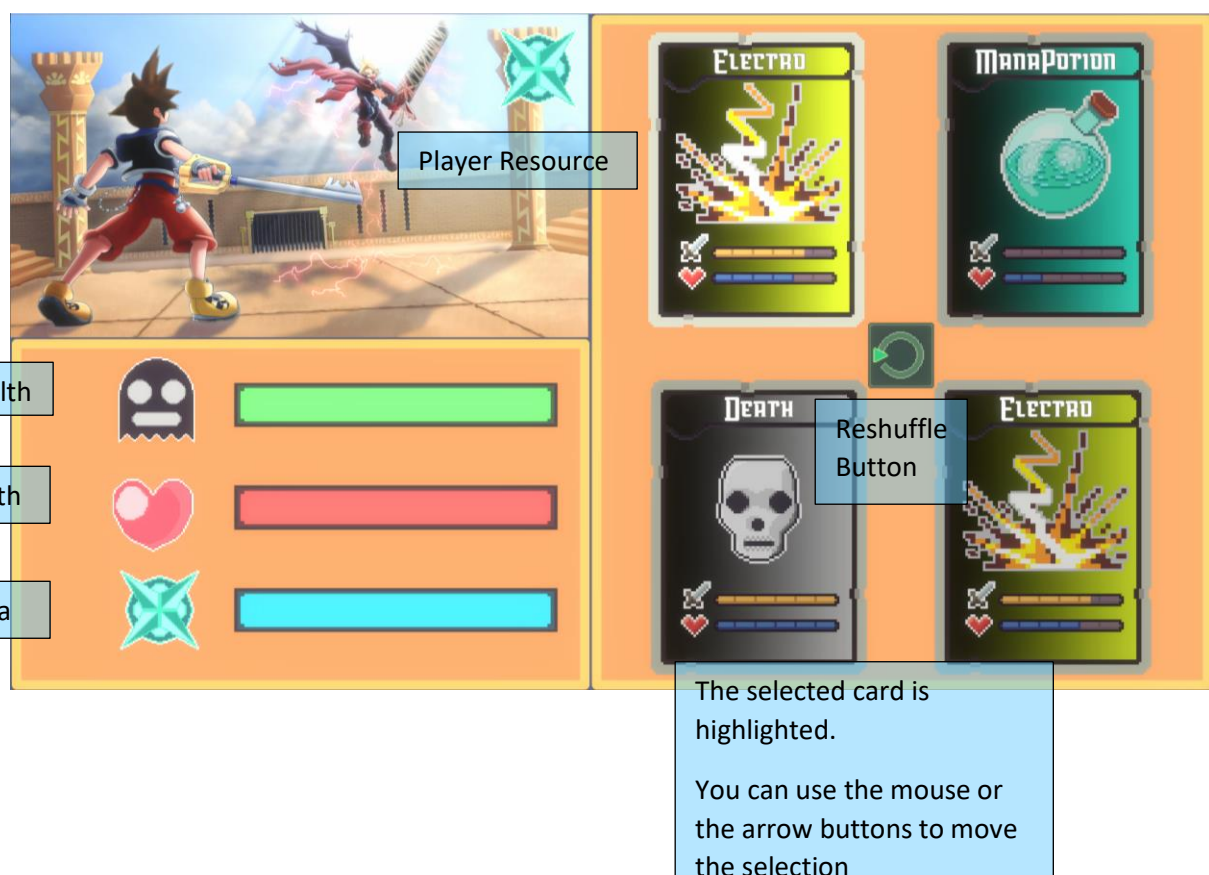 ELECTRO
MANAPOTION
Player Resource
lth
th
a
DEATH
ELECTRO
Reshuffle
Button
The selected card is
highlighted.
You can use the mouse or
the arrow buttons to move
the selection